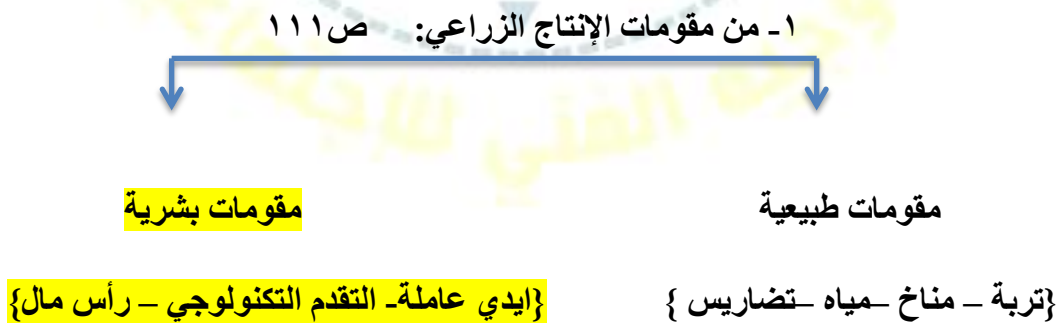 ١- من مقومات الإنتاج الزراعي: ص١١١
مقومات طبيعية مقومات بشرية
{تربة – مناخ –مياه –تضاريس } {ايدي عاملة- التقدم التكنولوجي – رأس مال}